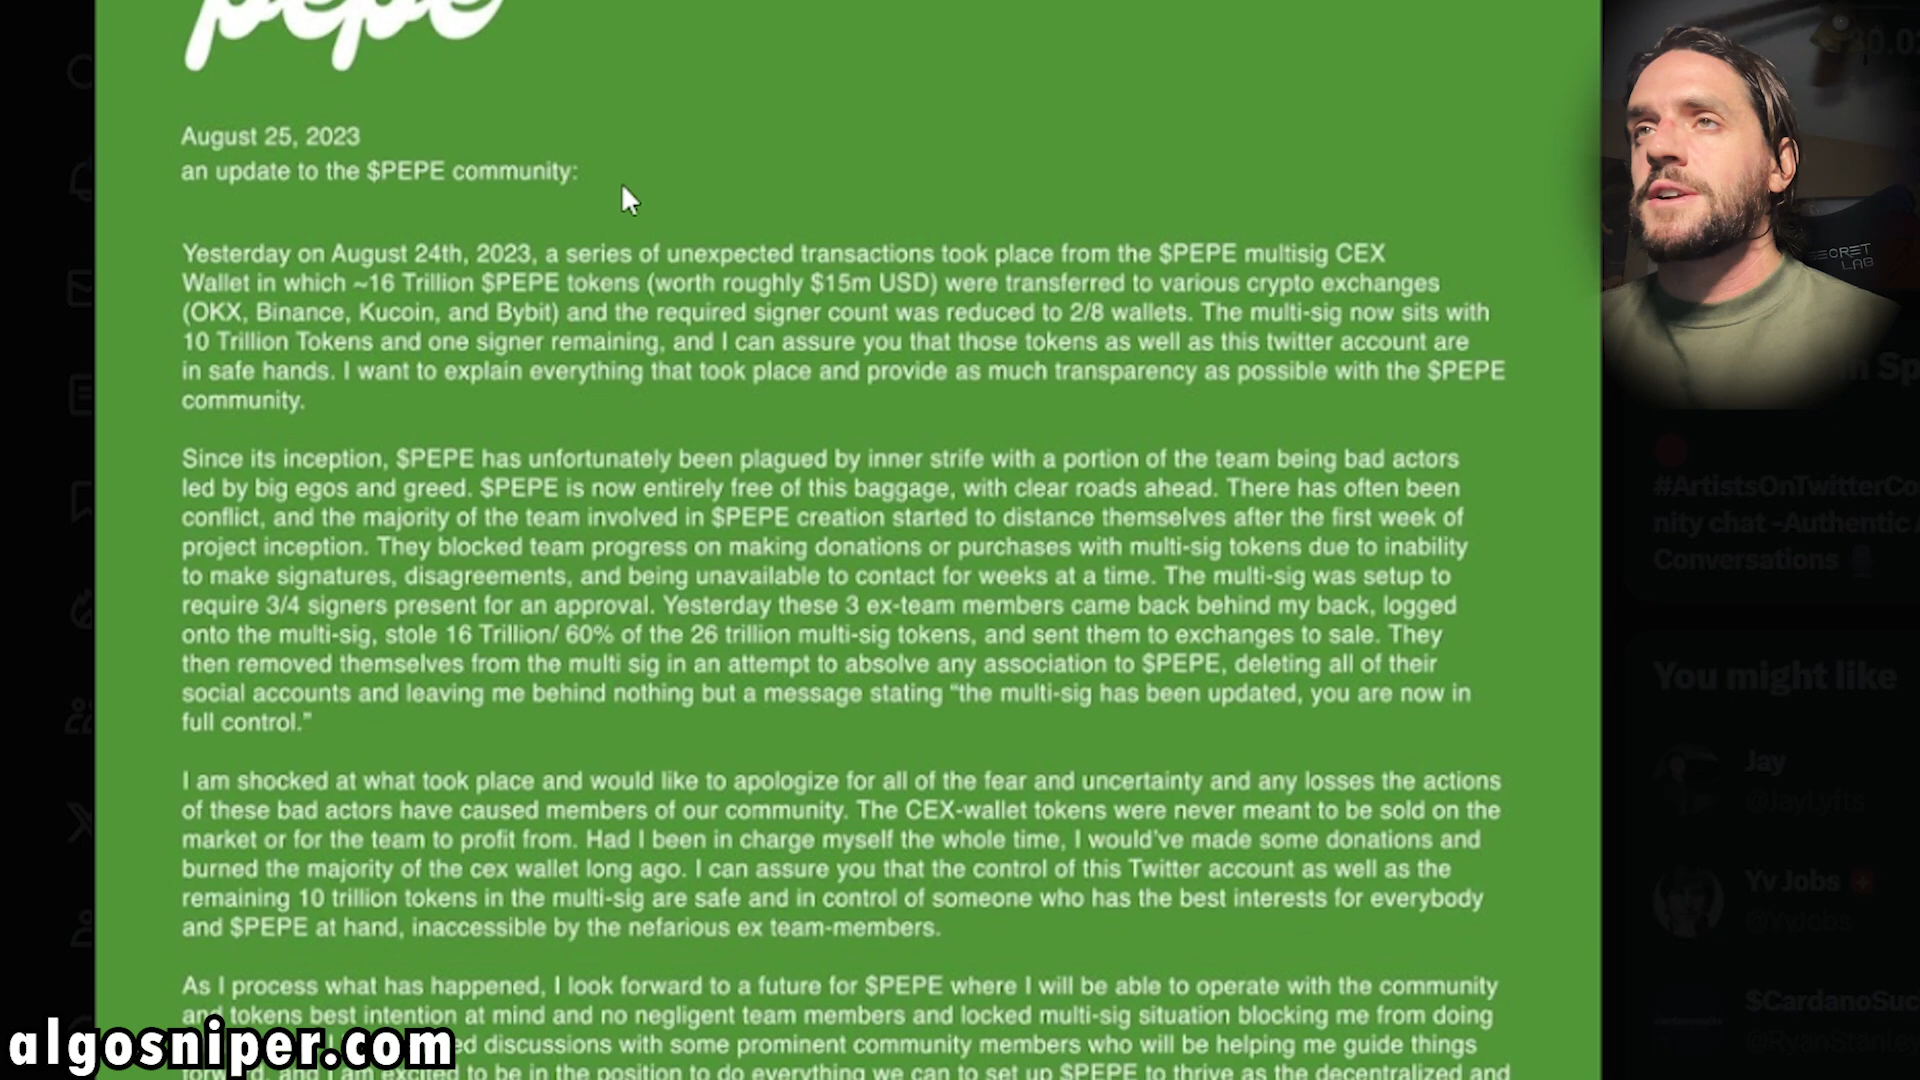 pepe
August 25, 2023
an update to the $PEPE community:
Yesterday on August 24th, 2023, a series of unexpected transactions took place from the $PEPE multisig CEX
Wallet in which ~16 Trillion $PEPE tokens (worth roughly $15m USD) were transferred to various crypto exchanges
(OKX, Binance, Kucoin, and Bybit) and the required signer count was reduced to 2/8 wallets. The multi-sig now sits with
10 Trillion Tokens and one signer remaining, and I can assure you that those tokens as well as this twitter account are
in safe hands. I want to explain everything that took place and provide as much transparency as possible with the $PEPE
community.
Since its inception, $PEPE has unfortunately been plagued by inner strife with a portion of the team being bad actors
led by big egos and greed. $PEPE is now entirely free of this baggage, with clear roads ahead. There has often been
conflict, and the majority of the team involved in $PEPE creation started to distance themselves after the first week of
project inception. They blocked team progress on making donations or purchases with multi-sig tokens due to inability
to make signatures, disagreements, and being unavailable to contact for weeks at a time. The multi-sig was setup to
require 3/4 signers present for an approval. Yesterday these 3 ex-team members came back behind my back, logged
onto the multi-sig, stole 16 Trillion/ 60% of the 26 trillion multi-sig tokens, and sent them to exchanges to sale. They
then removed themselves from the multi sig in an attempt to absolve any association to $PEPE, deleting all of their
social accounts and leaving me behind nothing but a message stating “the multi-sig has been updated, you are now in
full control.”
I am shocked at what took place and would like to apologize for all of the fear and uncertainty and any losses the actions
of these bad actors have caused members of our community. The CEX-wallet tokens were never meant to be sold on the
market or for the team to profit from. Had I been in charge myself the whole time, I would've made some donations and
burned the majority of the cex wallet long ago. I can assure you that the control of this Twitter account as well as the
remaining 10 trillion tokens in the multi-sig are safe and in control of someone who has the best interests for everybody
and $PEPE at hand, inaccessible by the nefarious ex team-members.
As I process what has happened, I look forward to a future for $PEPE where I will be able to operate with the community
and tokens best intention at mind and no negligent team members and locked multi-sig situation blocking me from doing
ed discussions with some prominent community members who will be helping me guide things
forward, and I am excited to be in the position to do everything we can to set up $PEPE to thrive as the decentralized and
algosniper.com
SECRET
LAB
#ArtistsOnTwitterCo
nity chat -Authentic
Conversations
You might like
Jay
@JayLyfts
Yv Jobs
@YvJobs
$CardanoSuc
@RyanStanley